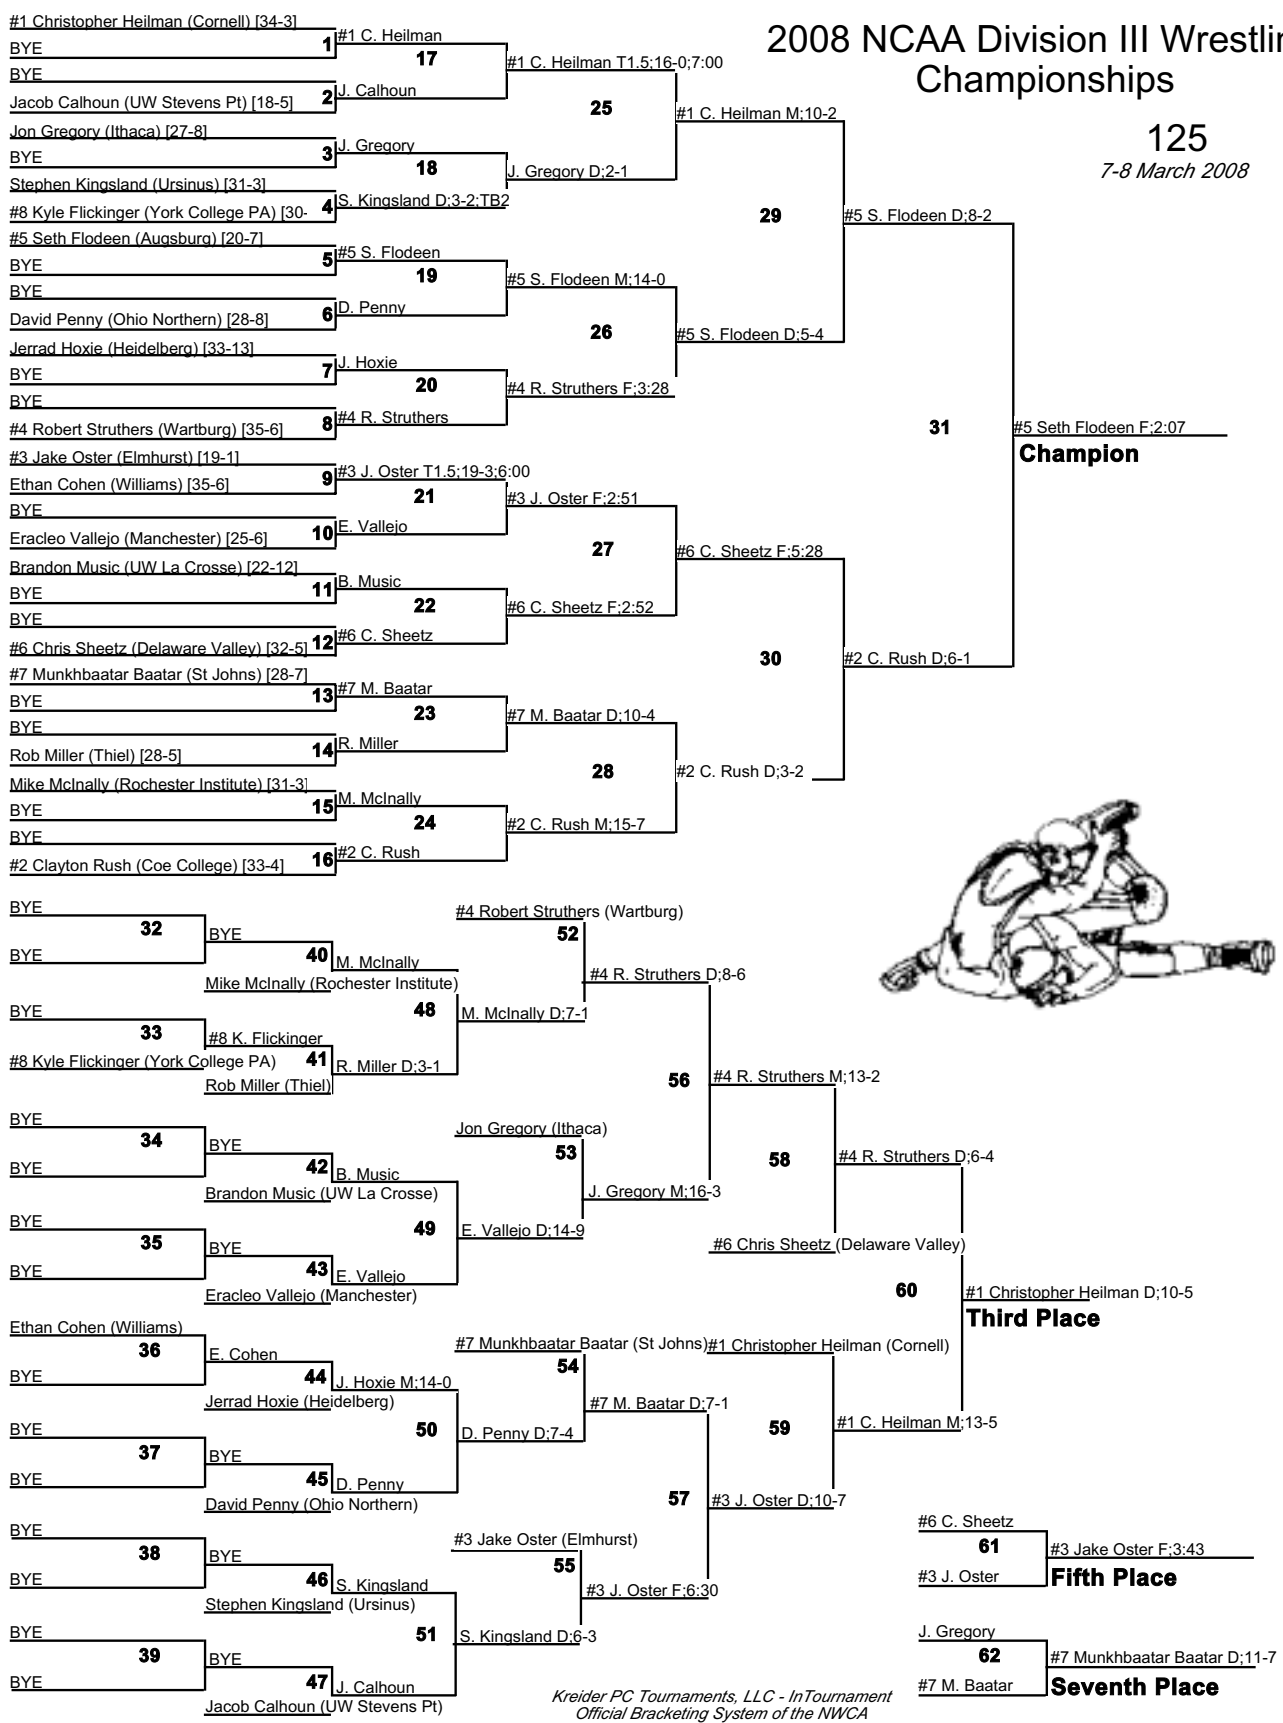 2008 NCAA Division III Wrestlin
Championships
125
7-8 March 2008
#1 Christopher Heilman (Cornell) [34-3]
BYE
1
#1 C. Heilman
BYE
Jacob Calhoun (UW Stevens Pt) [18-5]
2
J. Calhoun
17
#1 C. Heilman T1.5;16-0;7:00
Jon Gregory (Ithaca) [27-8]
BYE
3
J. Gregory
Stephen Kingsland (Ursinus) [31-3]
#8 Kyle Flickinger (York College PA) [30-
4
S. Kingsland D;3-2;TB2
18
J. Gregory D;2-1
25
#1 C. Heilman M;10-2
#5 Seth Flodeen (Augsburg) [20-7]
BYE
5
#5 S. Flodeen
BYE
David Penny (Ohio Northern) [28-8]
6
D. Penny
19
#5 S. Flodeen M;14-0
Jerrad Hoxie (Heidelberg) [33-13]
BYE
7
J. Hoxie
BYE
#4 Robert Struthers (Wartburg) [35-6]
8
#4 R. Struthers
20
#4 R. Struthers F;3:28
26
#5 S. Flodeen D;5-4
29
#5 S. Flodeen D;8-2
#3 Jake Oster (Elmhurst) [19-1]
Ethan Cohen (Williams) [35-6]
9
#3 J. Oster T1.5;19-3;6:00
BYE
Eracleo Vallejo (Manchester) [25-6]
10
E. Vallejo
21
#3 J. Oster F;2:51
Brandon Music (UW La Crosse) [22-12]
BYE
11
B. Music
BYE
#6 Chris Sheetz (Delaware Valley) [32-5]
12
#6 C. Sheetz
22
#6 C. Sheetz F;2:52
27
#6 C. Sheetz F;5:28
#7 Munkhbaatar Baatar (St Johns) [28-7]
BYE
13
#7 M. Baatar
BYE
Rob Miller (Thiel) [28-5]
14
R. Miller
23
#7 M. Baatar D;10-4
Mike McInally (Rochester Institute) [31-3]
BYE
15
M. McInally
BYE
#2 Clayton Rush (Coe College) [33-4]
16
#2 C. Rush
24
#2 C. Rush M;15-7
28
#2 C. Rush D;3-2
30
#2 C. Rush D;6-1
31
#5 Seth Flodeen F;2:07
Champion
BYE
32
BYE
BYE
40
M. McInally
Mike McInally (Rochester Institute)
BYE
33
#8 K. Flickinger
#8 Kyle Flickinger (York College PA)
41
R. Miller D;3-1
Rob Miller (Thiel)
48
M. McInally D;7-1
#4 Robert Struthers (Wartburg)
52
#4 R. Struthers D;8-6
BYE
34
BYE
BYE
42
B. Music
Brandon Music (UW La Crosse)
BYE
35
BYE
BYE
43
E. Vallejo
Eracleo Vallejo (Manchester)
49
E. Vallejo D;14-9
Jon Gregory (Ithaca)
53
J. Gregory M;16-3
56
#4 R. Struthers M;13-2
58
#4 R. Struthers D;6-4
#6 Chris Sheetz (Delaware Valley)
60
#1 Christopher Heilman D;10-5
Third Place
Ethan Cohen (Williams)
36
E. Cohen
BYE
44
J. Hoxie M;14-0
Jerrad Hoxie (Heidelberg)
BYE
37
BYE
BYE
45
D. Penny
David Penny (Ohio Northern)
50
D. Penny D;7-4
#7 Munkhbaatar Baatar (St Johns)
54
#7 M. Baatar D;7-1
#1 Christopher Heilman (Cornell)
59
#1 C. Heilman M;13-5
BYE
38
BYE
BYE
46
S. Kingsland
Stephen Kingsland (Ursinus)
BYE
39
BYE
BYE
47
J. Calhoun
Jacob Calhoun (UW Stevens Pt)
51
S. Kingsland D;6-3
#3 Jake Oster (Elmhurst)
55
#3 J. Oster F;6:30
57
#3 J. Oster D;10-7
#6 C. Sheetz
61
#3 Jake Oster F;3:43
#3 J. Oster
Fifth Place
J. Gregory
62
#7 Munkhbaatar Baatar D;11-7
#7 M. Baatar
Seventh Place
Kreider PC Tournaments, LLC - InTournament
Official Bracketing System of the NWCA